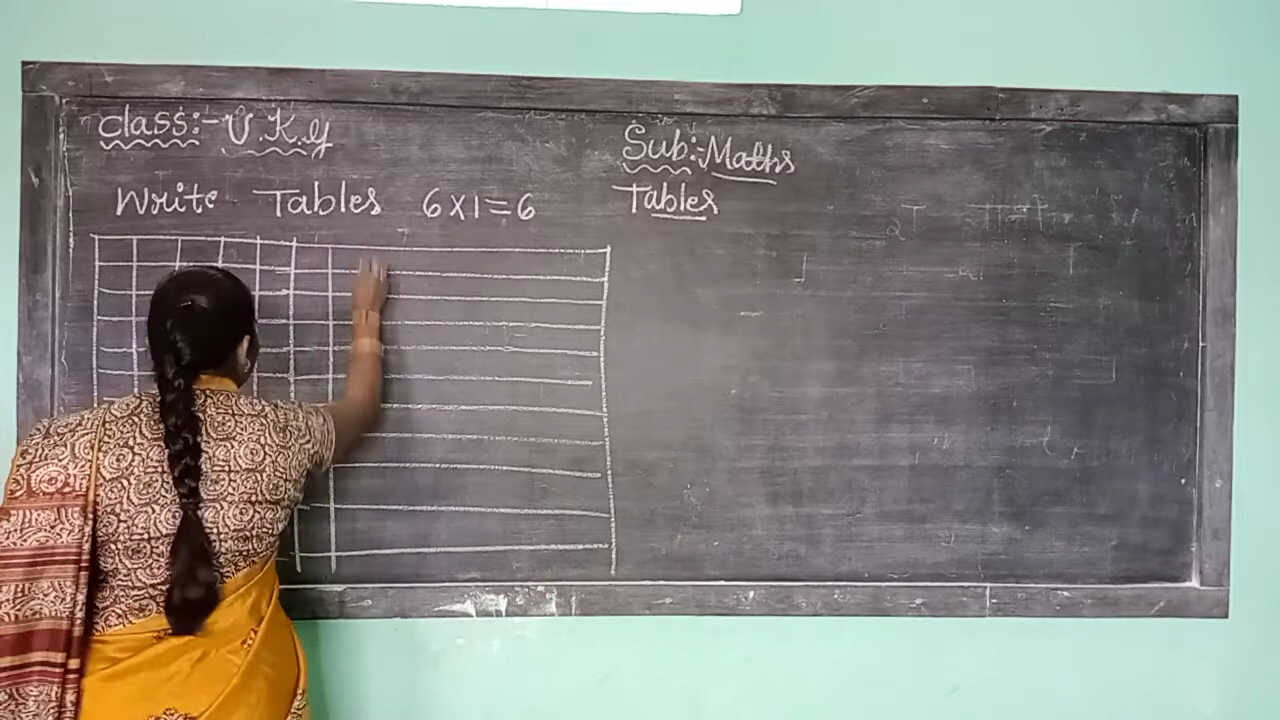 class:- U.K.G
Sub:- Maths
Write Tables 6x1=6
Tables